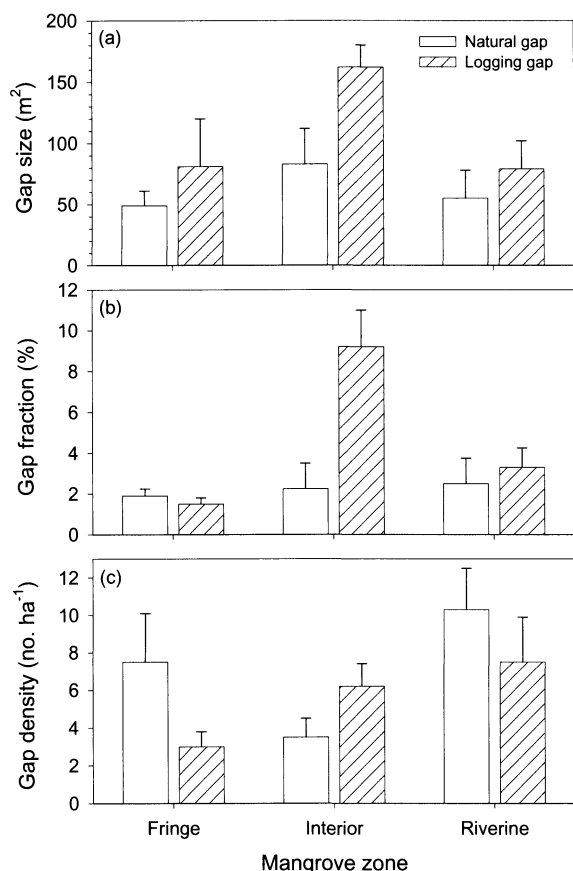 (a)
Natural gap
Logging gap
Gap size (m²)
200
150
100
50
0
(b)
Gap fraction (%)
12
10
8
6
4
2
0
(c)
Gap density (no. ha⁻¹)
12
10
8
6
4
2
0
Fringe Interior Riverine
Mangrove zone